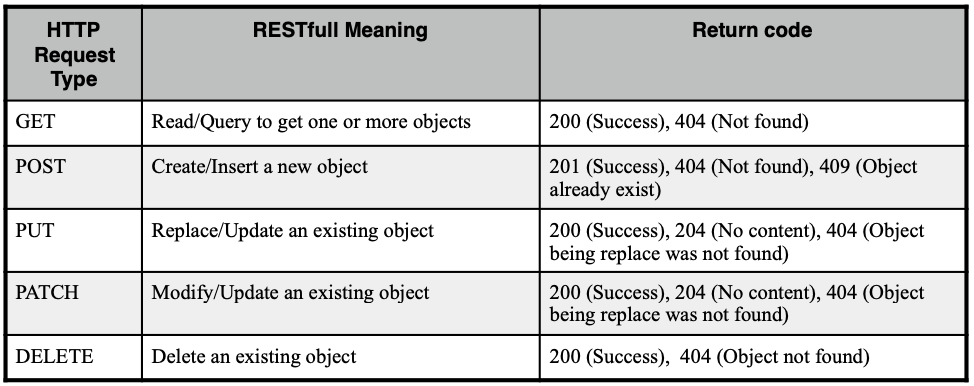 HTTP Request Type
RESTfull Meaning
Return code
GET
Read/Query to get one or more objects
200 (Success), 404 (Not found)
POST
Create/Insert a new object
201 (Success), 404 (Not found), 409 (Object
already exist)
PUT
Replace/Update an existing object
200 (Success), 204 (No content), 404 (Object
being replace was not found)
PATCH
Modify/Update an existing object
200 (Success), 204 (No content), 404 (Object
being replace was not found)
DELETE
Delete an existing object
200 (Success),  404 (Object not found)